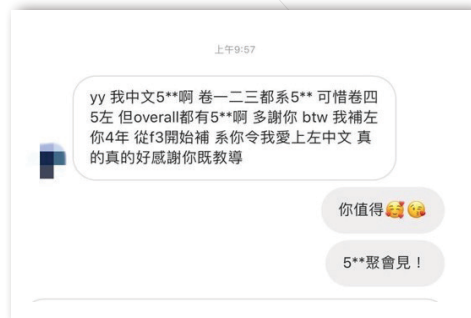 上午9:57
yy 我中文5**啊 卷一二三都系5** 可惜卷四
5左 但overall都有5**啊 多謝你 btw 我補左
你4年 從f3開始補 系你令我愛上左中文 真
的真的好感謝你既教導
你值得🥰😘
5**聚會見！